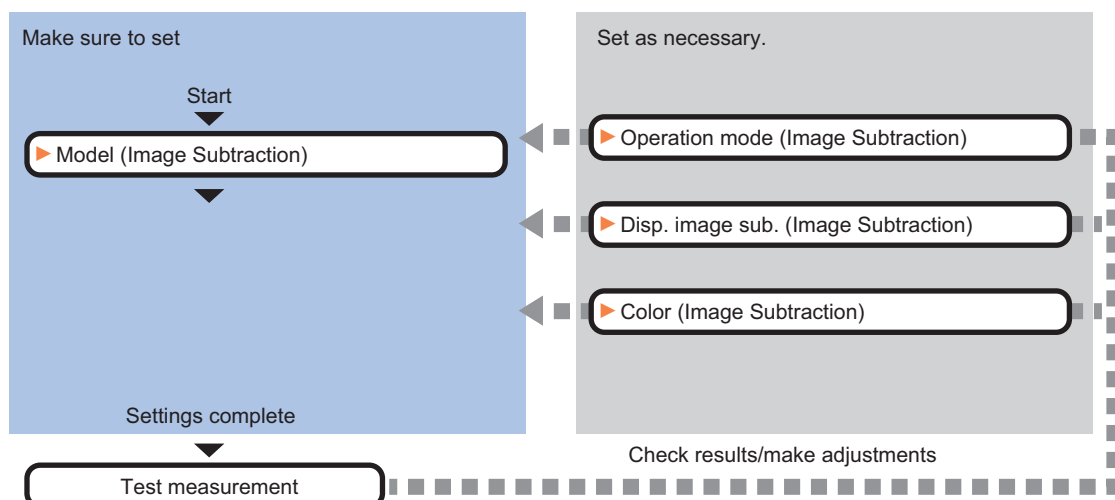 Make sure to set
Start
Model (Image Subtraction)
Settings complete
Test measurement
Set as necessary.
Operation mode (Image Subtraction)
Disp. image sub. (Image Subtraction)
Color (Image Subtraction)
Check results/make adjustments